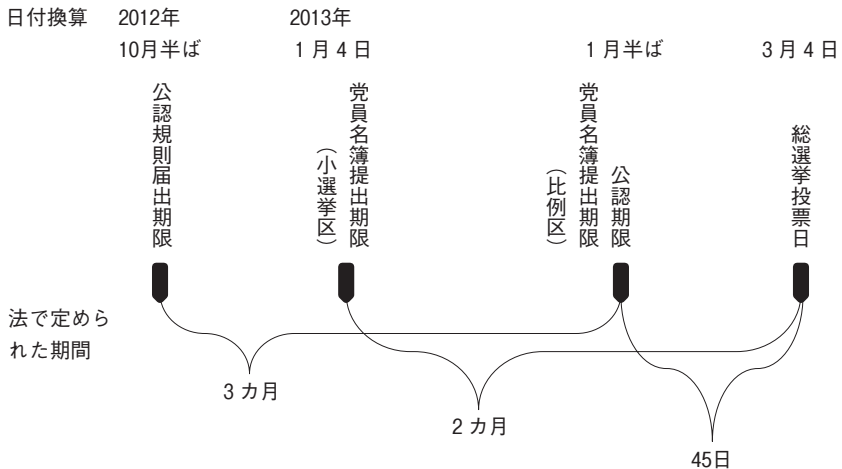 日付換算　2012年　2013年
10月半ば　1月4日　1月半ば　3月4日
公認規則届出期限
党員名簿提出期限
（小選挙区）
党員名簿提出期限
（比例区）
公認期限
総選挙投票日
法で定めら
れた期間
3カ月
2カ月
45日